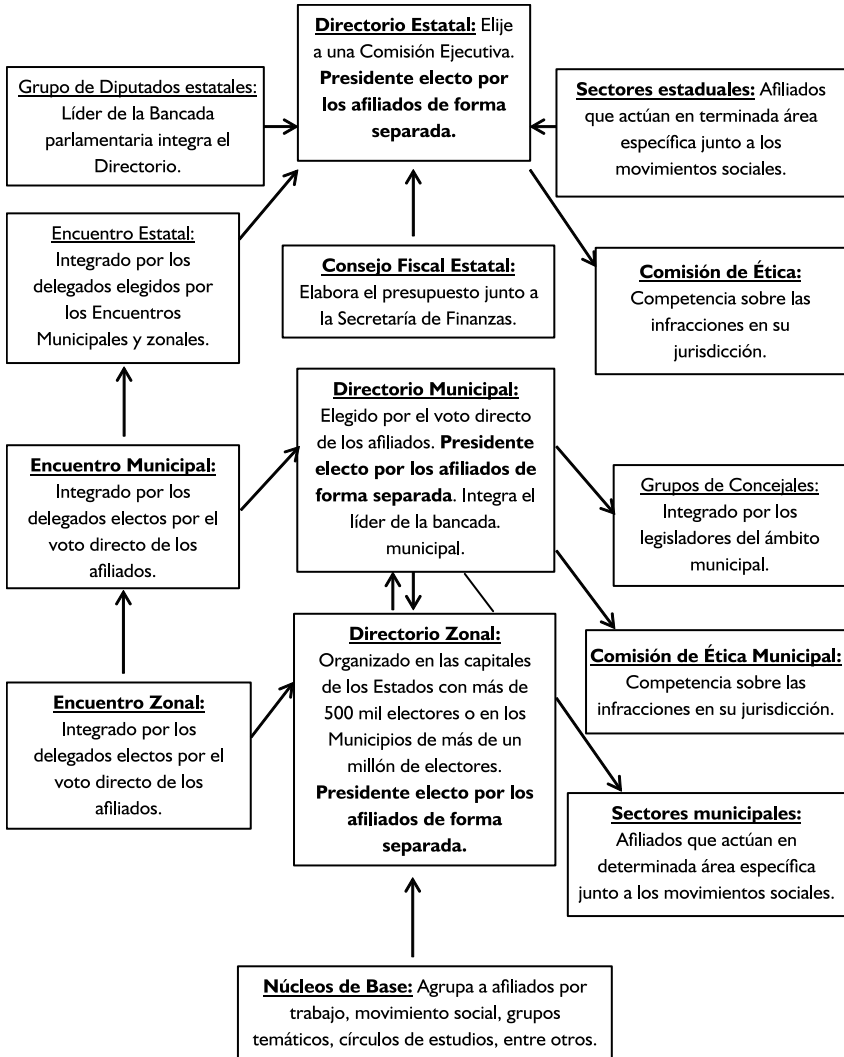 Directorio Estatal: Elije
a una Comisión Ejecutiva.
Presidente electo por
los afiliados de forma
separada.
Grupo de Diputados estatales:
Líder de la Bancada
parlamentaria integra el
Directorio.
Sectores estaduales: Afiliados
que actúan en terminada área
específica junto a los
movimientos sociales.
Encuentro Estatal:
Integrado por los
delegados elegidos por
los Encuentros
Municipales y zonales.
Consejo Fiscal Estatal:
Elabora el presupuesto junto a
la Secretaría de Finanzas.
Comisión de Ética:
Competencia sobre las
infracciones en su
jurisdicción.
Directorio Municipal:
Elegido por el voto directo
de los afiliados. Presidente
electo por los afiliados de
forma separada. Integra el
líder de la bancada.
municipal.
Encuentro Municipal:
Integrado por los
delegados electos por el
voto directo de los
afiliados.
Grupos de Concejales:
Integrado por los
legisladores del ámbito
municipal.
Directorio Zonal:
Organizado en las capitales
de los Estados con más de
500 mil electores o en los
Municipios de más de un
millón de electores.
Presidente electo por los
afiliados de forma
separada.
Comisión de Ética Municipal:
Competencia sobre las
infracciones en su jurisdicción.
Encuentro Zonal:
Integrado por los
delegados electos por el
voto directo de los
afiliados.
Sectores municipales:
Afiliados que actúan en
determinada área específica
junto a los movimientos sociales.
Núcleos de Base: Agrupa a afiliados por
trabajo, movimiento social, grupos
temáticos, círculos de estudios, entre otros.